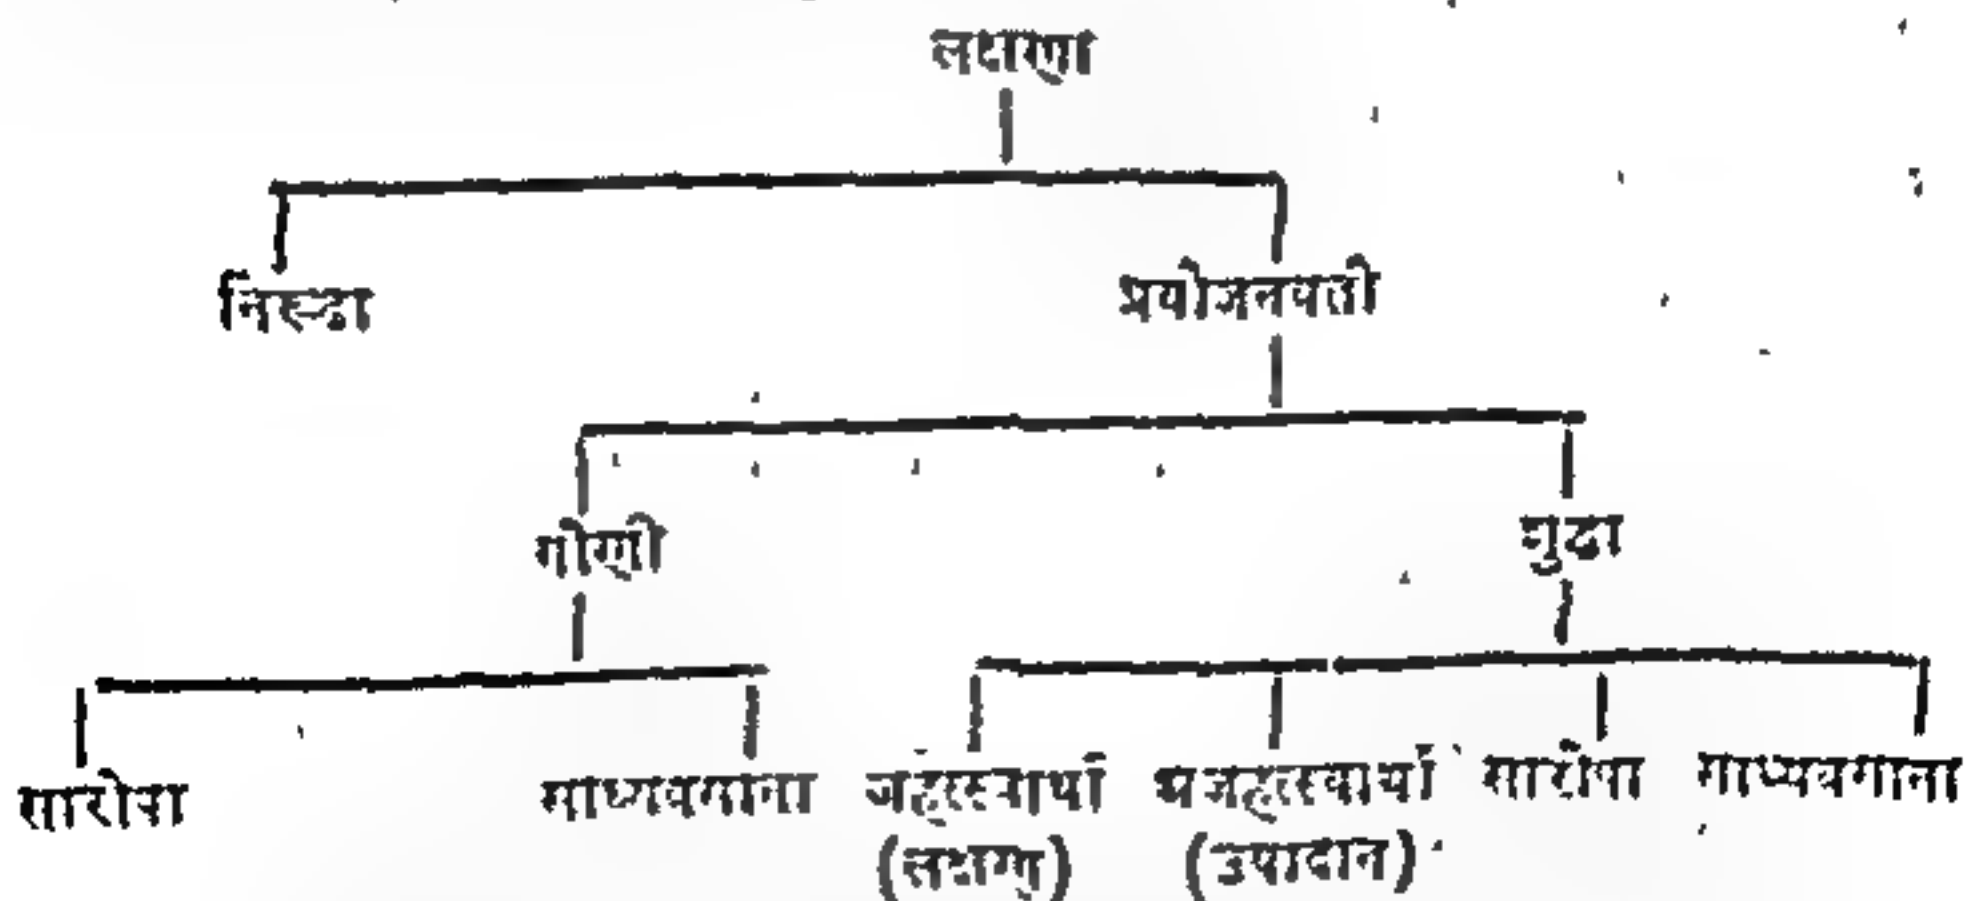 लक्षणा
निरूढा प्रयोजनवती
गौणी शुद्धा
सारोपा साध्यवसाना जहत्स्वार्था अजहत्स्वार्था सारोपा साध्यवसाना
(लक्षण) (उपादान)